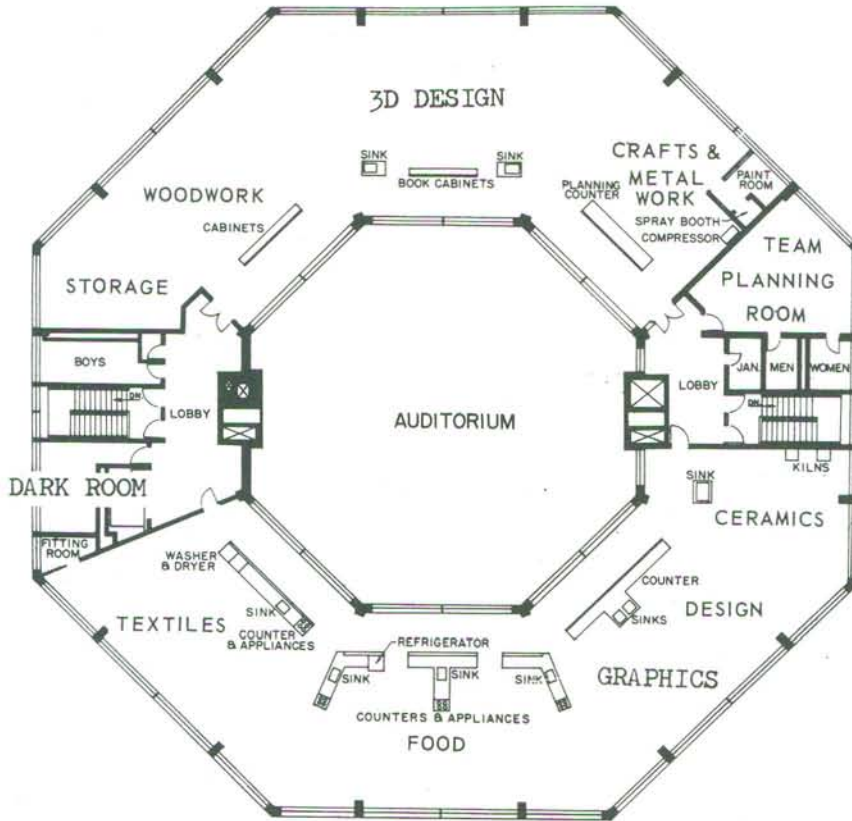 3D DESIGN
SINK
SINK
BOOK CABINETS
CRAFTS &
METAL
WORK
PLANNING
COUNTER
PAINT
ROOM
SPRAY BOOTH
COMPRESSOR
WOODWORK
CABINETS
TEAM
PLANNING
ROOM
STORAGE
BOYS
LOBBY
DN
JAN.
MEN
WOMEN
LOBBY
DN
AUDITORIUM
KILNS
SINK
CERAMICS
DARK ROOM
FITTING
ROOM
WASHER
& DRYER
SINK
TEXTILES
COUNTER
& APPLIANCES
COUNTER
DESIGN
SINKS
REFRIGERATOR
SINK
SINK
SINK
GRAPHICS
COUNTERS & APPLIANCES
FOOD